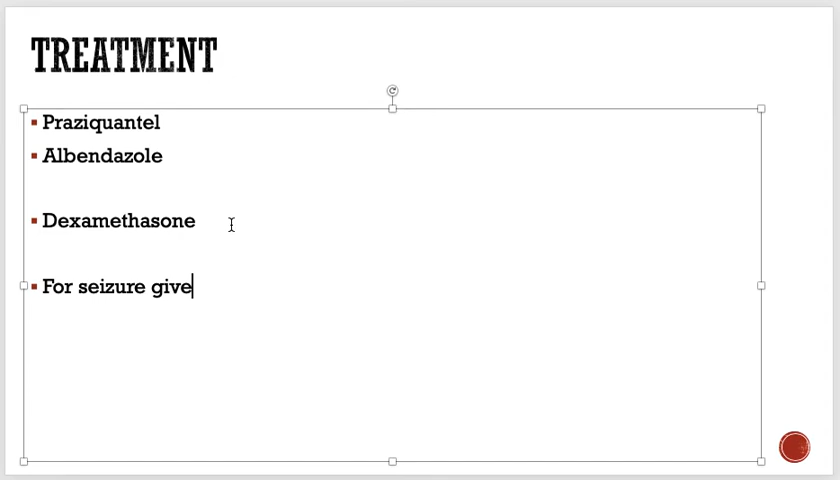 TREATMENT
Praziquantel
Albendazole
Dexamethasone
For seizure give